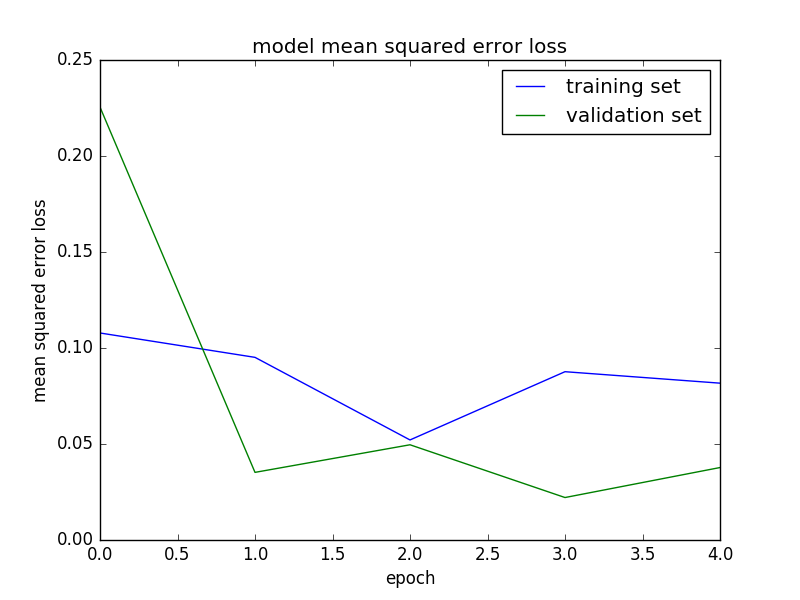 model mean squared error loss
training set
validation set
mean squared error loss
0.25
0.20
0.15
0.10
0.05
0.00
0.0 0.5 1.0 1.5 2.0 2.5 3.0 3.5 4.0
epoch